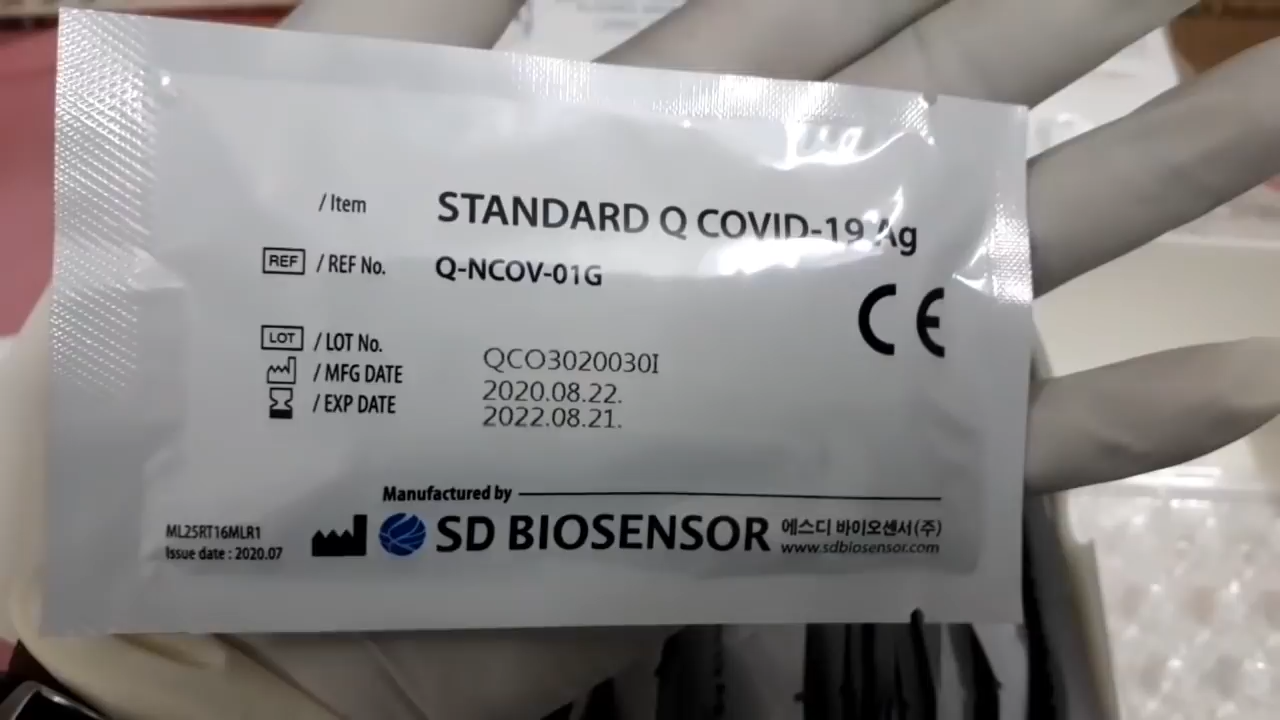 / Item STANDARD Q COVID-19 Ag
REF / REF No. Q-NCOV-01G
CE
LOT / LOT No. QCO3020030I
/ MFG DATE 2020.08.22.
/ EXP DATE 2022.08.21.
Manufactured by
SD BIOSENSOR 에스디 바이오센서(주)
www.sdbiosensor.com
ML25RT16MLR1
Issue date : 2020.07